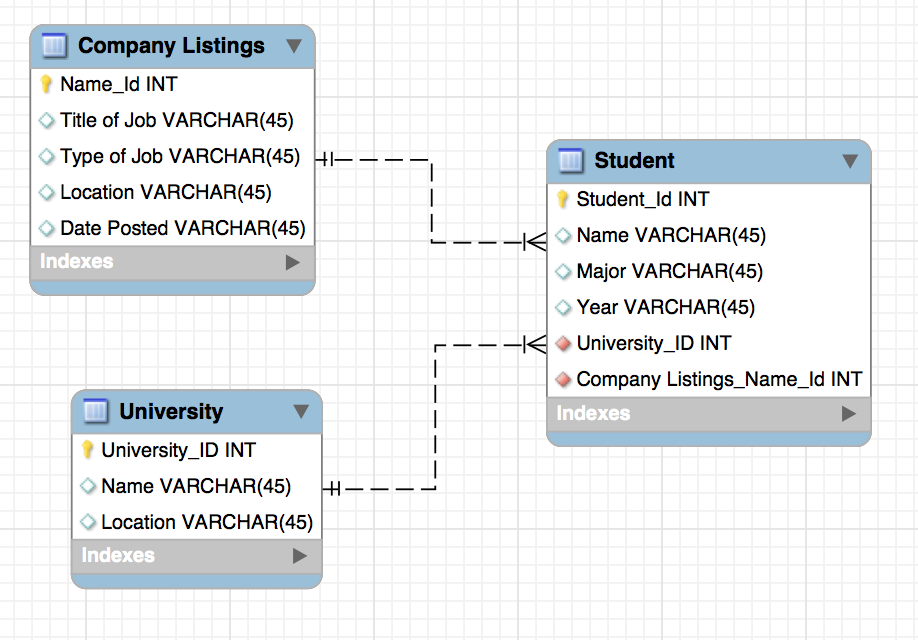 Company Listings
Name_Id INT
Title of Job VARCHAR(45)
Type of Job VARCHAR(45)
Location VARCHAR(45)
Date Posted VARCHAR(45)
Indexes
Student
Student_Id INT
Name VARCHAR(45)
Major VARCHAR(45)
Year VARCHAR(45)
University_ID INT
Company Listings_Name_Id INT
Indexes
University
University_ID INT
Name VARCHAR(45)
Location VARCHAR(45)
Indexes